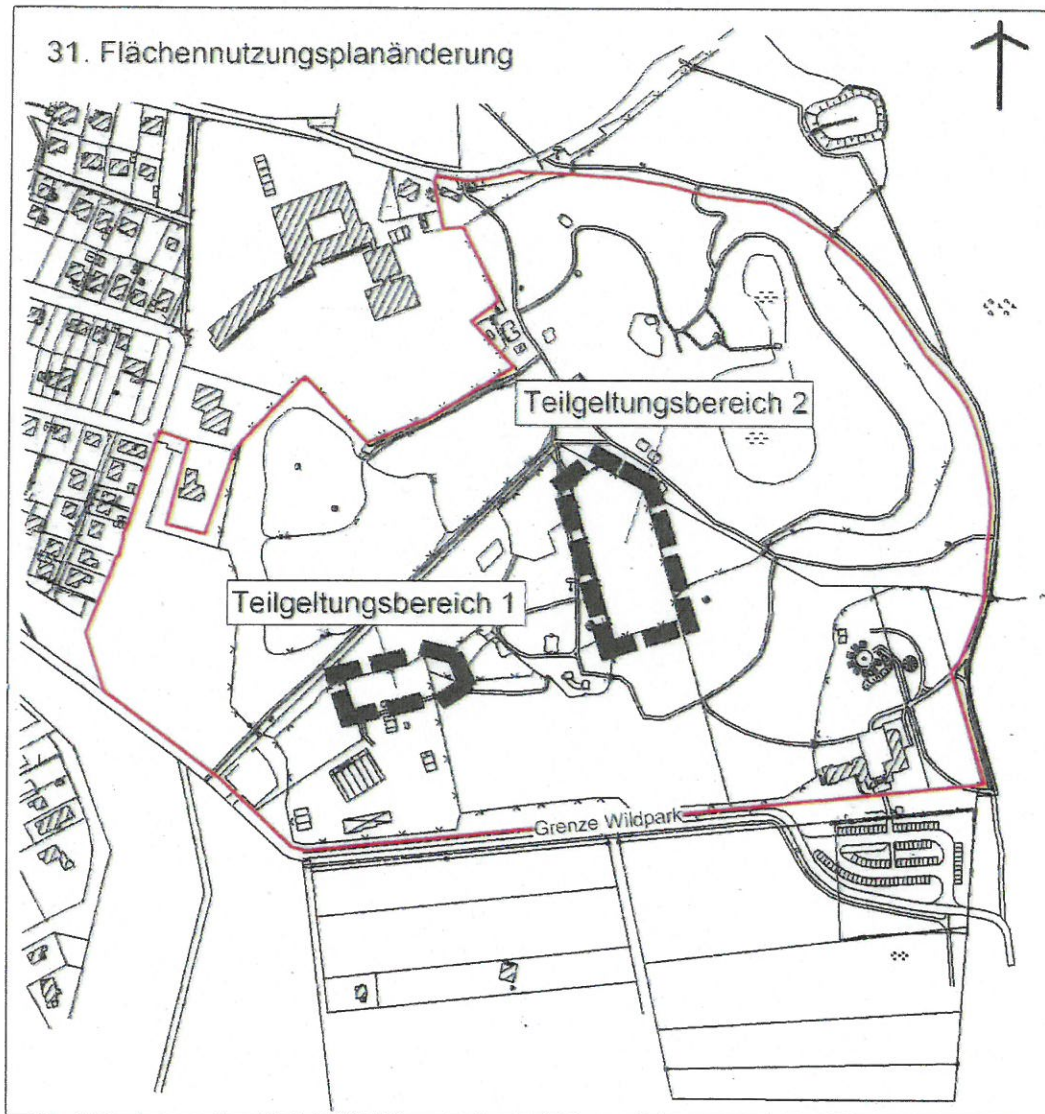 31. Flächennutzungsplanänderung
Teilgeltungsbereich 2
Teilgeltungsbereich 1
Grenze Wildpark